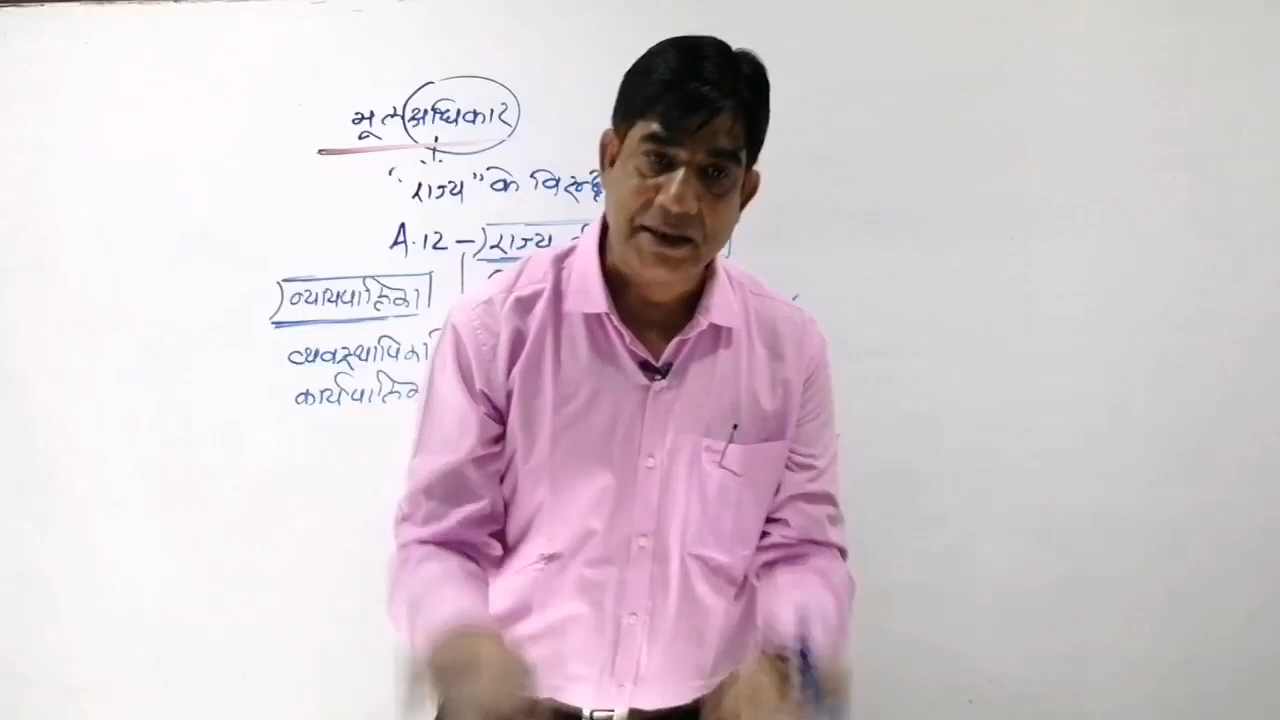 मूल अधिकार
"राज्य" के विरुद्ध
A.12 – राज्य
न्यायपालिका
व्यवस्थापिका
कार्यपालिका